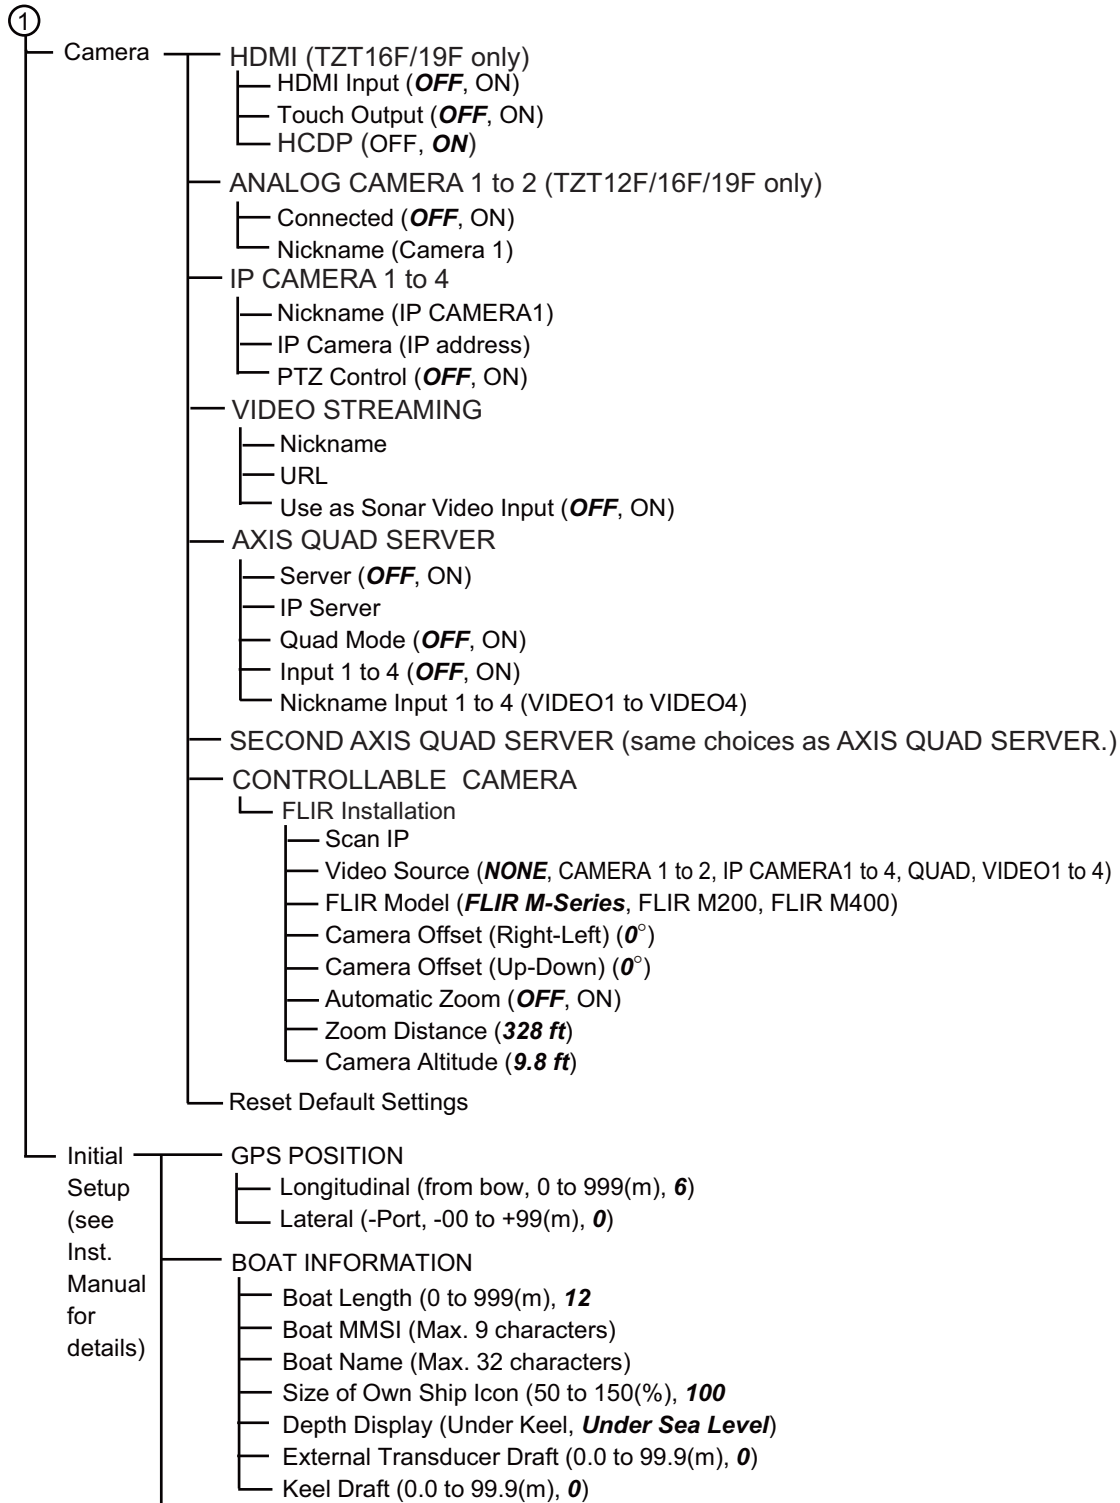 1
Camera
HDMI (TZT16F/19F only)
HDMI Input (OFF, ON)
Touch Output (OFF, ON)
HCDP (OFF, ON)
ANALOG CAMERA 1 to 2 (TZT12F/16F/19F only)
Connected (OFF, ON)
Nickname (Camera 1)
IP CAMERA 1 to 4
Nickname (IP CAMERA1)
IP Camera (IP address)
PTZ Control (OFF, ON)
VIDEO STREAMING
Nickname
URL
Use as Sonar Video Input (OFF, ON)
AXIS QUAD SERVER
Server (OFF, ON)
IP Server
Quad Mode (OFF, ON)
Input 1 to 4 (OFF, ON)
Nickname Input 1 to 4 (VIDEO1 to VIDEO4)
SECOND AXIS QUAD SERVER (same choices as AXIS QUAD SERVER.)
CONTROLLABLE CAMERA
FLIR Installation
Scan IP
Video Source (NONE, CAMERA 1 to 2, IP CAMERA1 to 4, QUAD, VIDEO1 to 4)
FLIR Model (FLIR M-Series, FLIR M200, FLIR M400)
Camera Offset (Right-Left) (0°)
Camera Offset (Up-Down) (0°)
Automatic Zoom (OFF, ON)
Zoom Distance (328 ft)
Camera Altitude (9.8 ft)
Reset Default Settings
Initial
Setup
(see
Inst.
Manual
for
details)
GPS POSITION
Longitudinal (from bow, 0 to 999(m), 6)
Lateral (-Port, -00 to +99(m), 0)
BOAT INFORMATION
Boat Length (0 to 999(m), 12
Boat MMSI (Max. 9 characters)
Boat Name (Max. 32 characters)
Size of Own Ship Icon (50 to 150(%), 100
Depth Display (Under Keel, Under Sea Level)
External Transducer Draft (0.0 to 99.9(m), 0)
Keel Draft (0.0 to 99.9(m), 0)